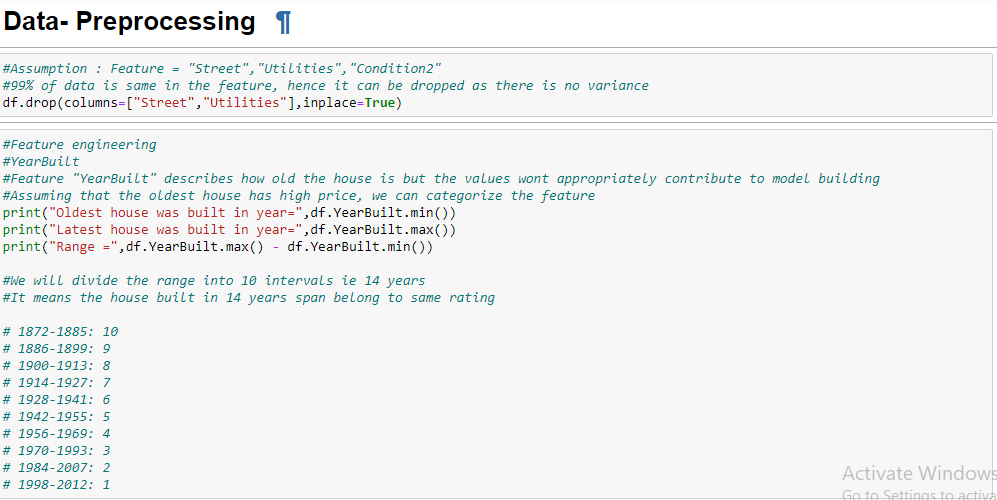 Data- Preprocessing ¶
#Assumption : Feature = "Street","Utilities","Condition2"
#99% of data is same in the feature, hence it can be dropped as there is no variance
df.drop(columns=["Street","Utilities"],inplace=True)
#Feature engineering
#YearBuilt
#Feature "YearBuilt" describes how old the house is but the values wont appropriately contribute to model building
#Assuming that the oldest house has high price, we can categorize the feature
print("Oldest house was built in year=",df.YearBuilt.min())
print("Latest house was built in year=",df.YearBuilt.max())
print("Range =",df.YearBuilt.max() - df.YearBuilt.min())
#We will divide the range into 10 intervals ie 14 years
#It means the house built in 14 years span belong to same rating
# 1872-1885: 10
# 1886-1899: 9
# 1900-1913: 8
# 1914-1927: 7
# 1928-1941: 6
# 1942-1955: 5
# 1956-1969: 4
# 1970-1993: 3
# 1984-2007: 2
# 1998-2012: 1
Activate Windows
Go to Settings to activa